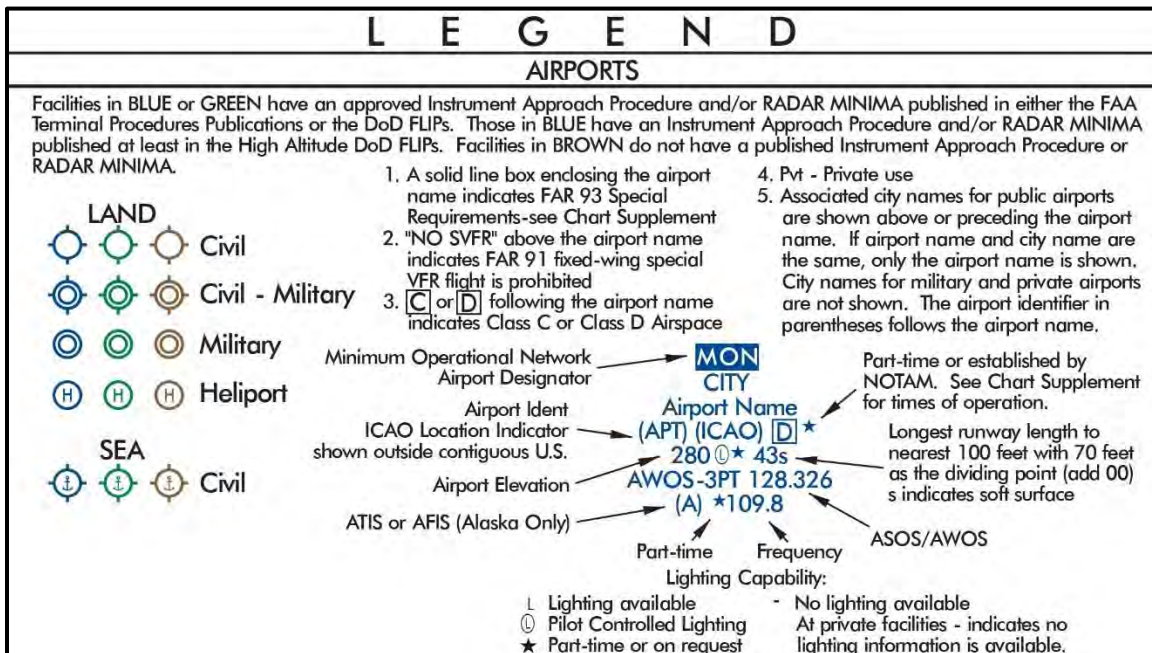 L E G E N D
AIRPORTS
Facilities in BLUE or GREEN have an approved Instrument Approach Procedure and/or RADAR MINIMA published in either the FAA
Terminal Procedures Publications or the DoD FLIPs. Those in BLUE have an Instrument Approach Procedure and/or RADAR MINIMA
published at least in the High Altitude DoD FLIPs. Facilities in BROWN do not have a published Instrument Approach Procedure or
RADAR MINIMA.
LAND
Civil
Civil - Military
Military
H H H Heliport
SEA
Civil
1. A solid line box enclosing the airport
name indicates FAR 93 Special
Requirements-see Chart Supplement
2. "NO SVFR" above the airport name
indicates FAR 91 fixed-wing special
VFR flight is prohibited
3. C or D following the airport name
indicates Class C or Class D Airspace
4. Pvt - Private use
5. Associated city names for public airports
are shown above or preceding the airport
name. If airport name and city name are
the same, only the airport name is shown.
City names for military and private airports
are not shown. The airport identifier in
parentheses follows the airport name.
Minimum Operational Network
Airport Designator
Airport Ident
ICAO Location Indicator
shown outside contiguous U.S.
Airport Elevation
ATIS or AFIS (Alaska Only)
MON
CITY
Airport Name
(APT) (ICAO) D ★
280 Ⓛ★ 43s
AWOS-3PT 128.326
(A) ★109.8
Part-time Frequency
Part-time or established by
NOTAM. See Chart Supplement
for times of operation.
Longest runway length to
nearest 100 feet with 70 feet
as the dividing point (add 00)
s indicates soft surface
ASOS/AWOS
Lighting Capability:
L Lighting available
Ⓛ Pilot Controlled Lighting
★ Part-time or on request
- No lighting available
At private facilities - indicates no
lighting information is available.